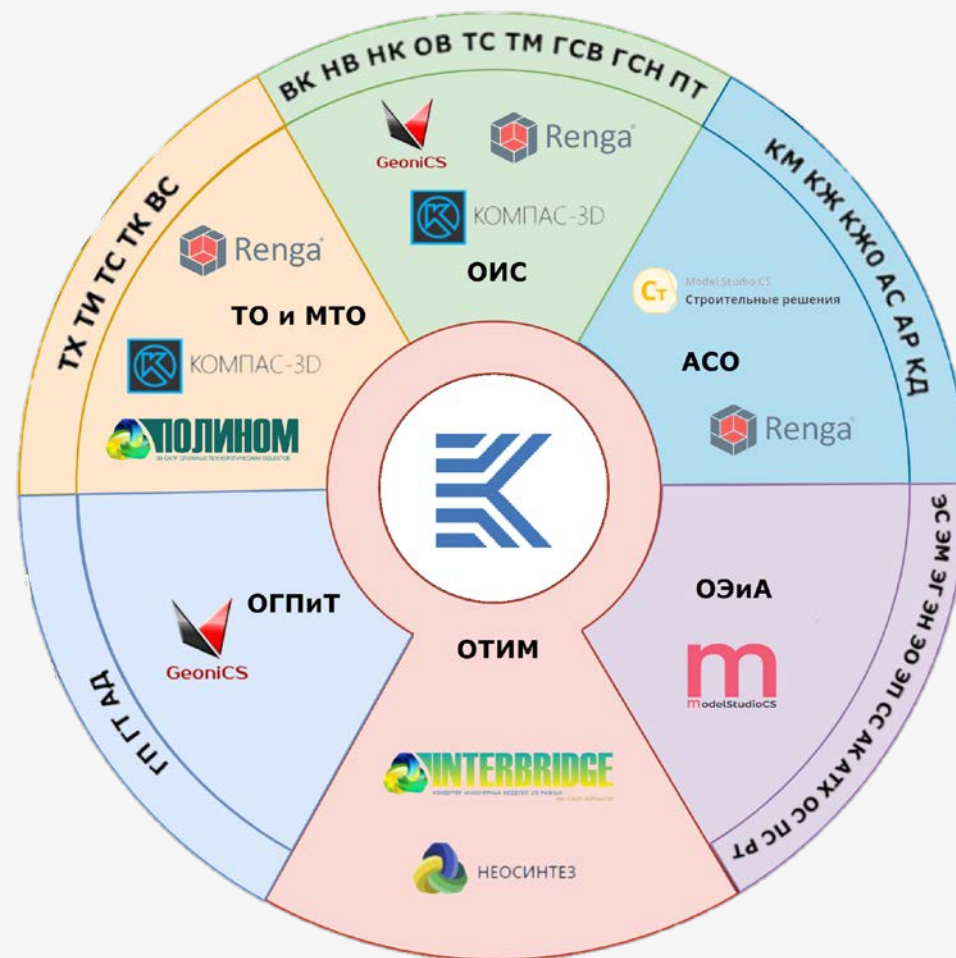 ВК НВ НК ОВ ТС ТМ ГСВ ГСН ПТ
GeoniCS
Renga
КОМПАС-3D
ОИС
КМ КЖ КЖ0 АС АР КД
Model Studio CS
Строительные решения
АСО
Renga
ТХ ТИ ТС ТК ВС
Renga
ТО и МТО
КОМПАС-3D
ПОЛИНОМ
ГП ГТ АД
ОГПиТ
GeoniCS
ЭС ЭМ ЭГ ЭН ЭО ЭП СС АК АТХ ОС ПС РТ
ОЭиА
m
modelStudioCS
ОТИМ
INTERBRIDGE
НЕОСИНТЕЗ